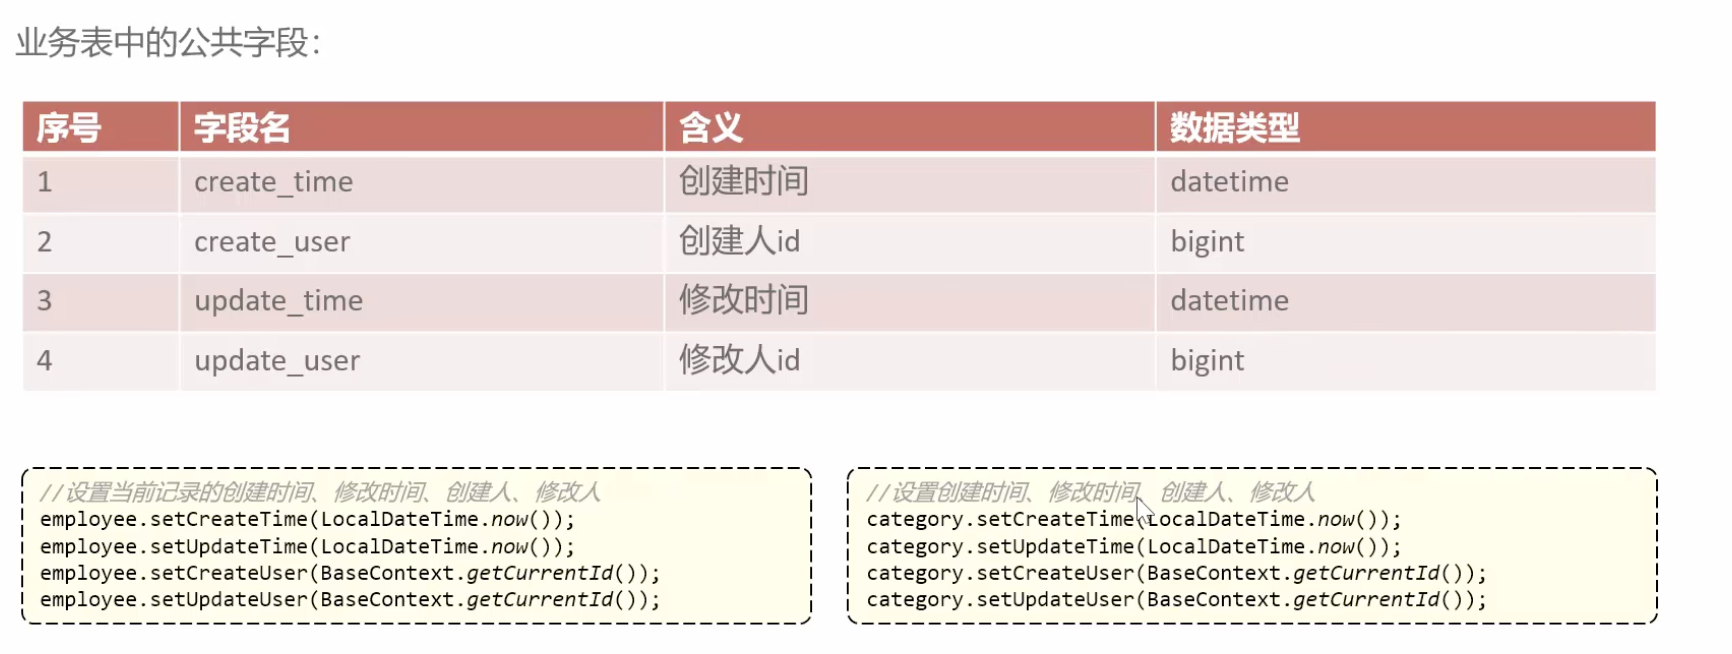 业务表中的公共字段：
序号 字段名 含义 数据类型
1 create_time 创建时间 datetime
2 create_user 创建人id bigint
3 update_time 修改时间 datetime
4 update_user 修改人id bigint
//设置当前记录的创建时间、修改时间、创建人、修改人
employee.setCreateTime(LocalDateTime.now());
employee.setUpdateTime(LocalDateTime.now());
employee.setCreateUser(BaseContext.getCurrentId());
employee.setUpdateUser(BaseContext.getCurrentId());
//设置创建时间、修改时间、创建人、修改人
category.setCreateTime(LocalDateTime.now());
category.setUpdateTime(LocalDateTime.now());
category.setCreateUser(BaseContext.getCurrentId());
category.setUpdateUser(BaseContext.getCurrentId());